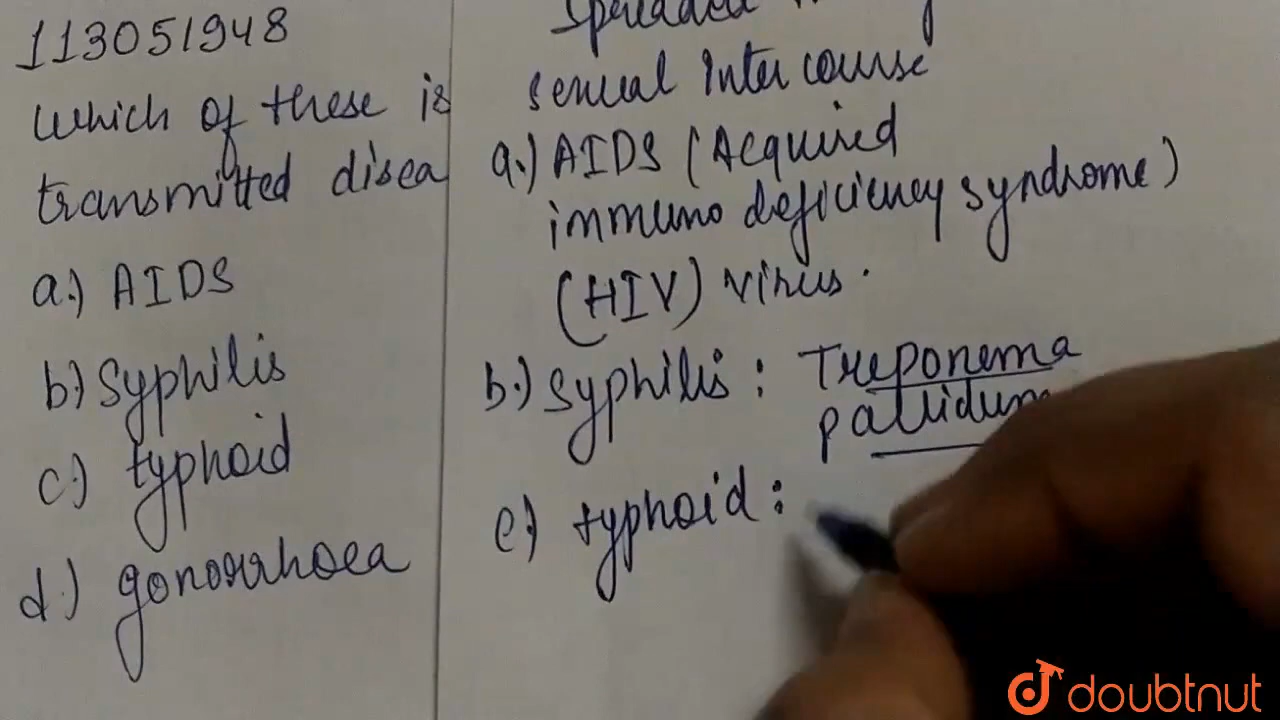 113051948
which of these is
transmitted disea
a.) AIDS
b.) Syphilis
c.) typhoid
d.) gonorrhoea
Spreaded
sexual Inter course
a.) AIDS (Acquired
immuno deficiency syndrome)
(HIV) virus.
b.) Syphilis : Treponema
pallidum
c.) typhoid :
doubtnut